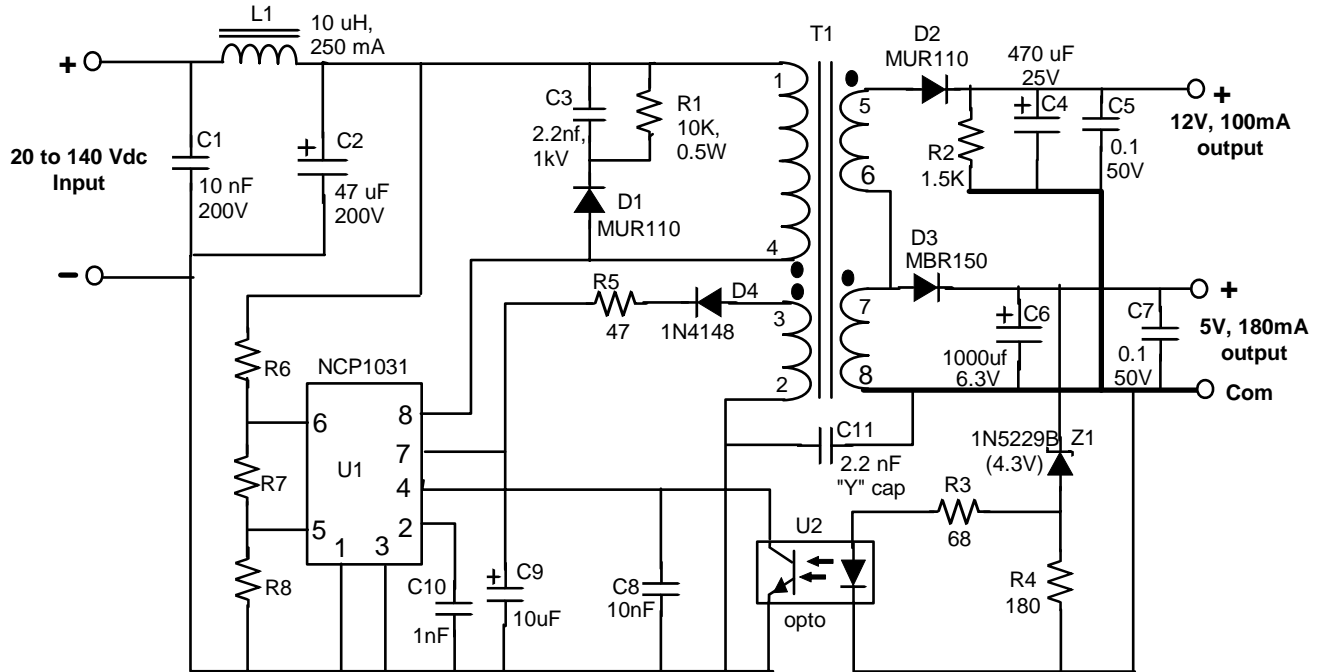 L1
10 uH,
250 mA
+
C1
10 nF
200V
20 to 140 Vdc
Input
−
+
C2
47 uF
200V
C3
2.2nf,
1kV
R1
10K,
0.5W
D1
MUR110
T1
1
4
3
2
5
6
7
8
D2
MUR110
R2
1.5K
470 uF
25V
+
C4
C5
0.1
50V
+
12V, 100mA
output
D3
MBR150
+
C6
1000uf
6.3V
C7
0.1
50V
+
5V, 180mA
output
Com
R5
47
D4
1N4148
R6
R7
R8
NCP1031
U1
6
5
8
7
4
2
1
3
C10
1nF
+
C9
10uF
C8
10nF
C11
2.2 nF
"Y" cap
U2
opto
R3
68
1N5229B
Z1
(4.3V)
R4
180